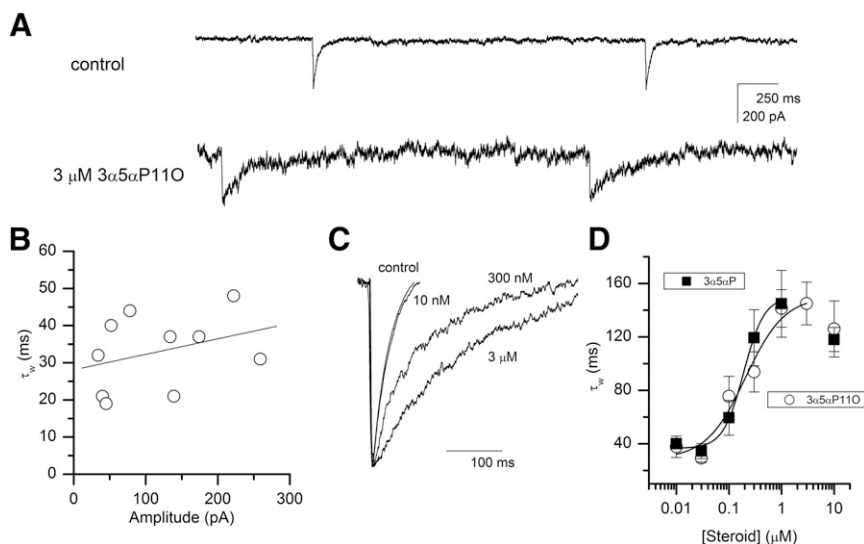 A
control
250 ms
200 pA
3 μM 3α5αP11O
B
60
50
40
30
20
10
0
τw (ms)
0 100 200 300
Amplitude (pA)
C
control
10 nM
300 nM
3 μM
100 ms
D
3α5αP
160
120
80
40
τw (ms)
3α5αP11O
0.01 0.1 1 10
[Steroid] (μM)